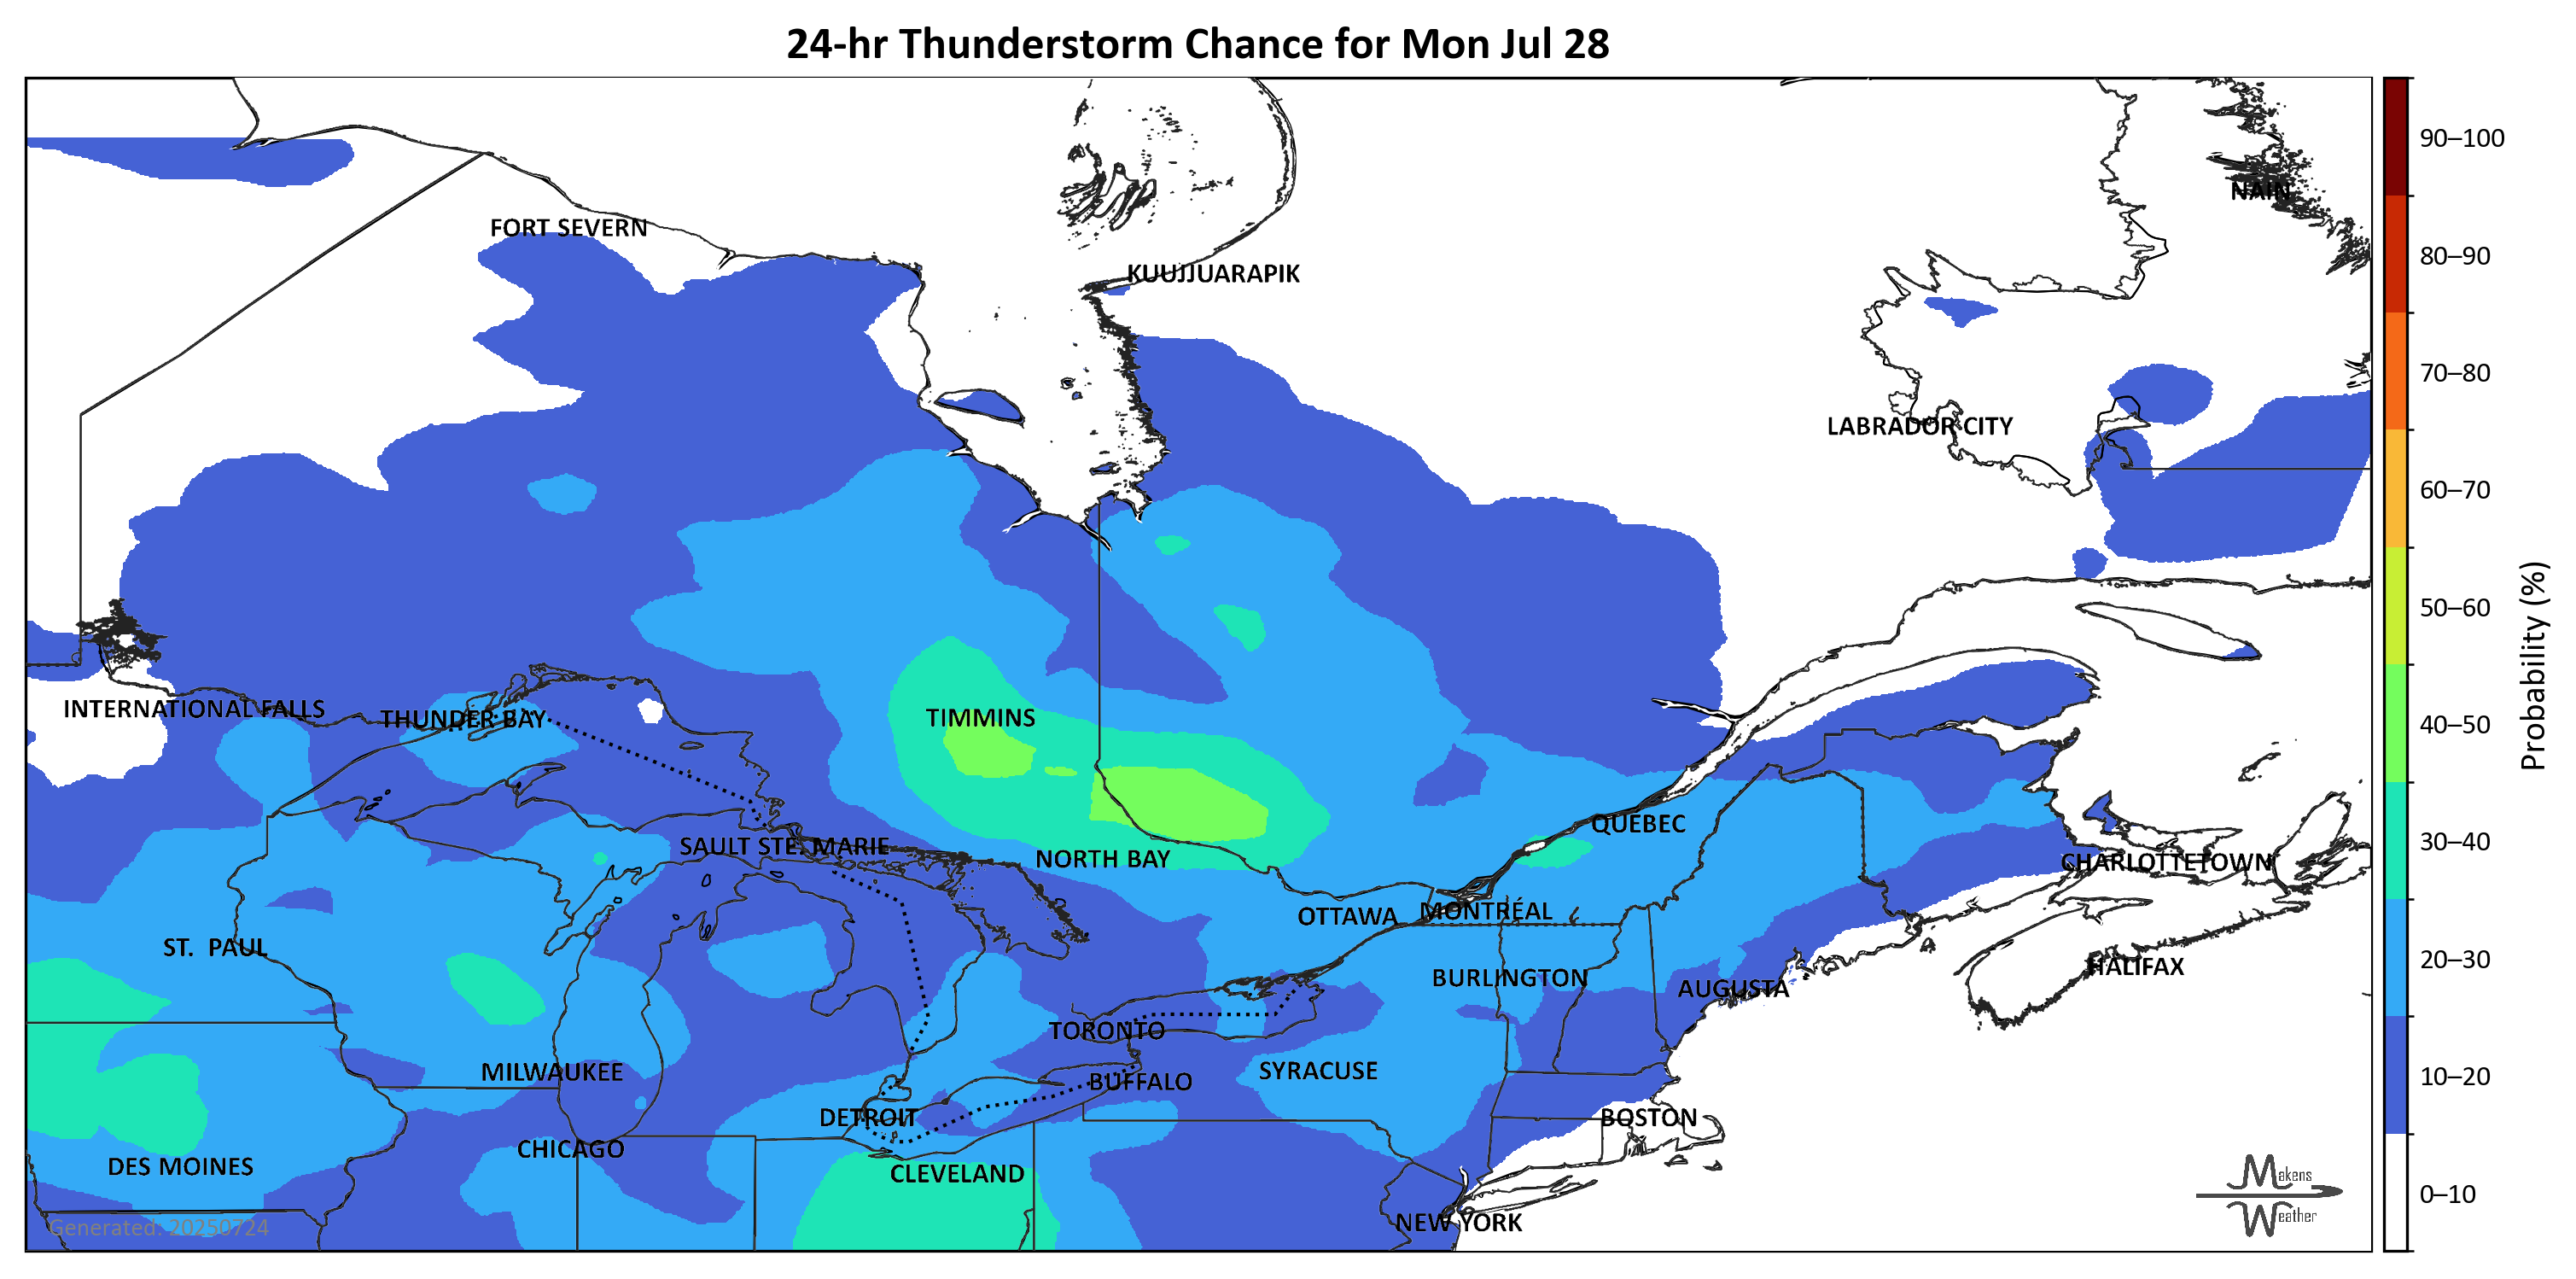 24-hr Thunderstorm Chance for Mon Jul 28
90–100
NAIN
FORT SEVERN
80–90
KUUJJUARAPIK
70–80
LABRADOR CITY
60–70
50–60
Probability (%)
INTERNATIONAL FALLS
THUNDER BAY
TIMMINS
40–50
QUEBEC
30–40
SAULT STE. MARIE
NORTH BAY
CHARLOTTETOWN
OTTAWA
MONTRÉAL
ST. PAUL
20–30
HALIFAX
BURLINGTON
AUGUSTA
TORONTO
MILWAUKEE
SYRACUSE
10–20
BUFFALO
DETROIT
BOSTON
CHICAGO
DES MOINES
CLEVELAND
Makens
Weather
0–10
NEW YORK
Generated: 20250724